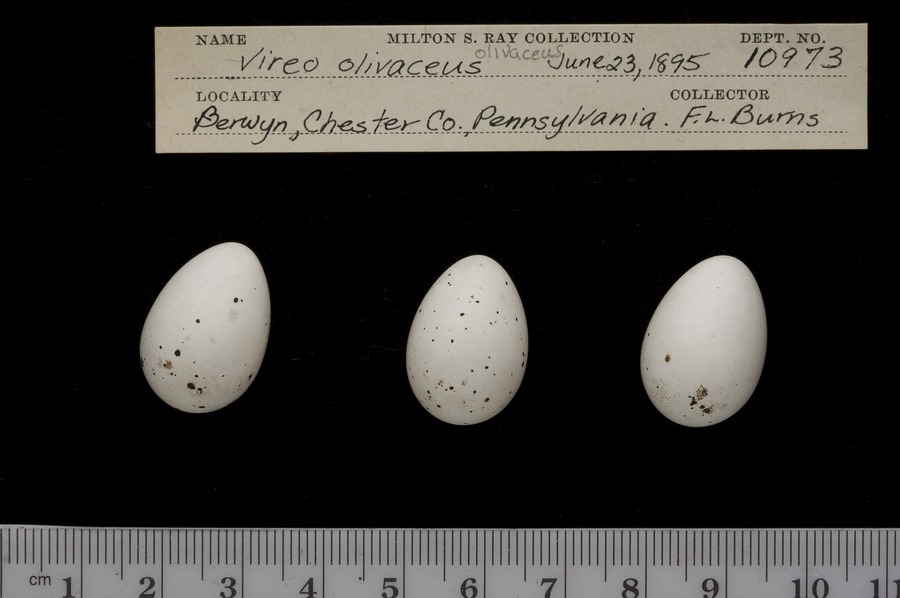 NAME MILTON S. RAY COLLECTION DEPT. NO.
Vireo olivaceus olivaceus June 23, 1895 10973
LOCALITY COLLECTOR
Berwyn, Chester Co., Pennsylvania. F.L. Burns
cm 1 2 3 4 5 6 7 8 9 10 11